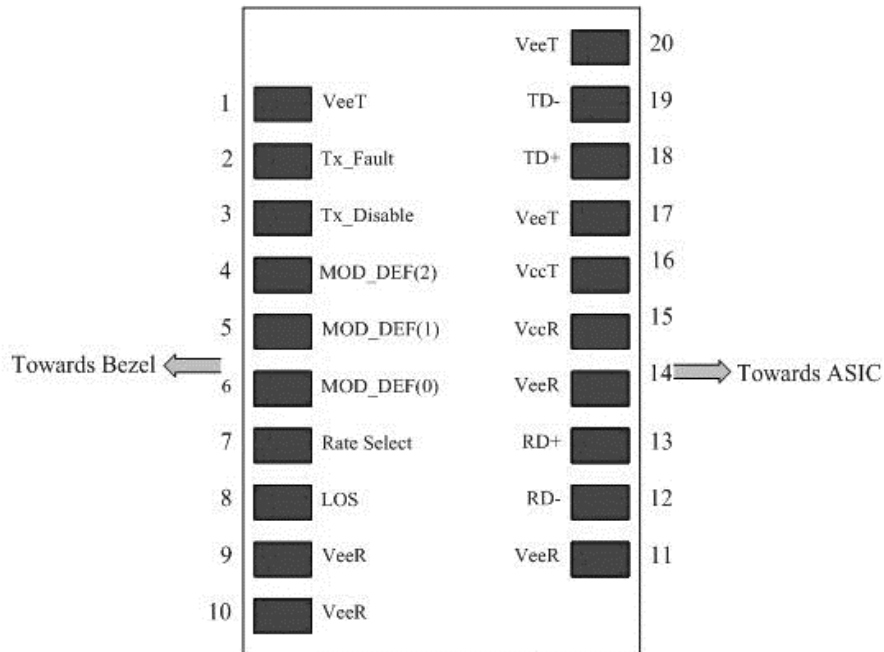 VeeT 20
1 VeeT TD- 19
2 Tx_Fault TD+ 18
3 Tx_Disable VeeT 17
4 MOD_DEF(2) VccT 16
5 MOD_DEF(1) VccR 15
Towards Bezel
6 MOD_DEF(0) VeeR 14
Towards ASIC
7 Rate Select RD+ 13
8 LOS RD- 12
9 VeeR VeeR 11
10 VeeR